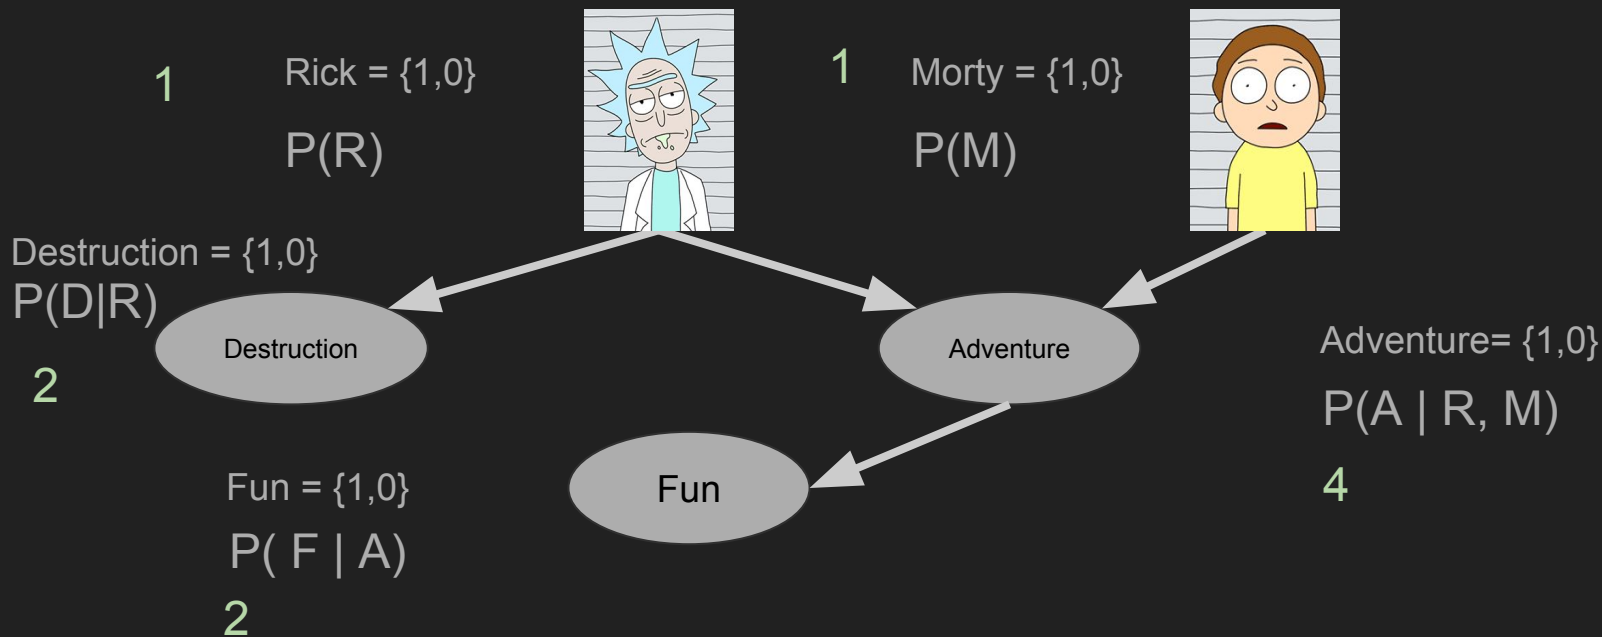 1
Rick = {1,0}
P(R)
1
Morty = {1,0}
P(M)
Destruction = {1,0}
P(D|R)
2
Destruction
Adventure
Adventure= {1,0}
P(A | R, M)
4
Fun
Fun = {1,0}
P( F | A)
2